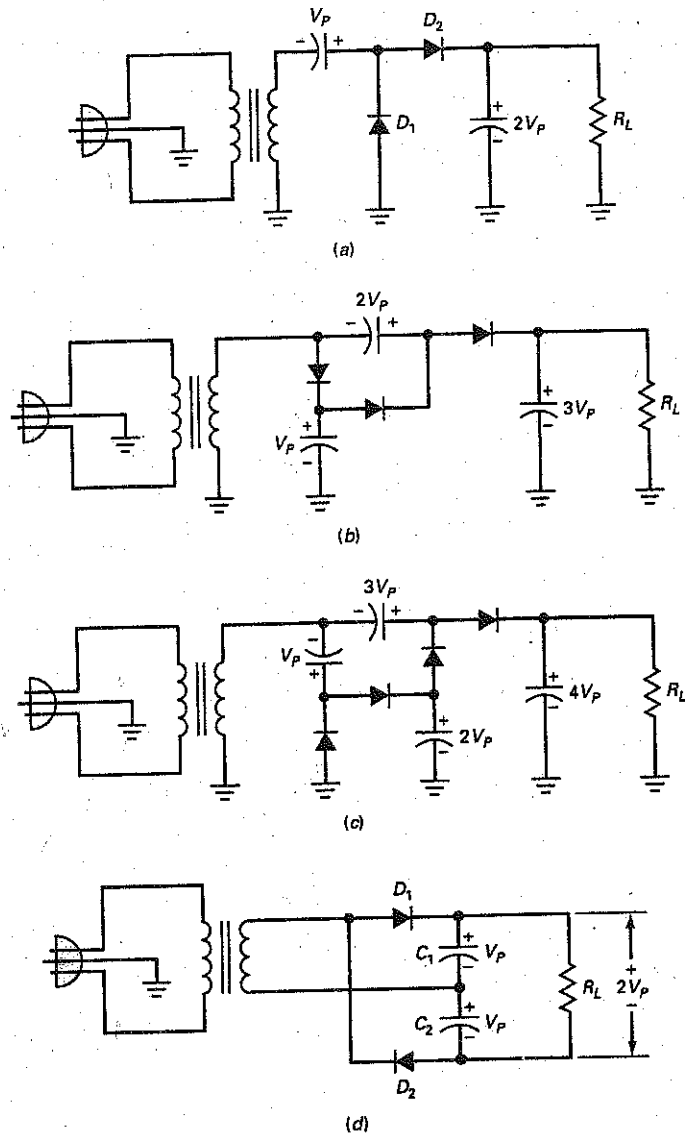 - V_P + D_2
D_1
+ 2V_P -
R_L
(a)
2V_P
- +
+ V_P -
+ 3V_P -
R_L
(b)
3V_P
- +
- V_P +
+ 2V_P -
+ 4V_P -
R_L
(c)
D_1
C_1 + V_P -
C_2 + V_P -
R_L
+ 2V_P -
D_2
(d)